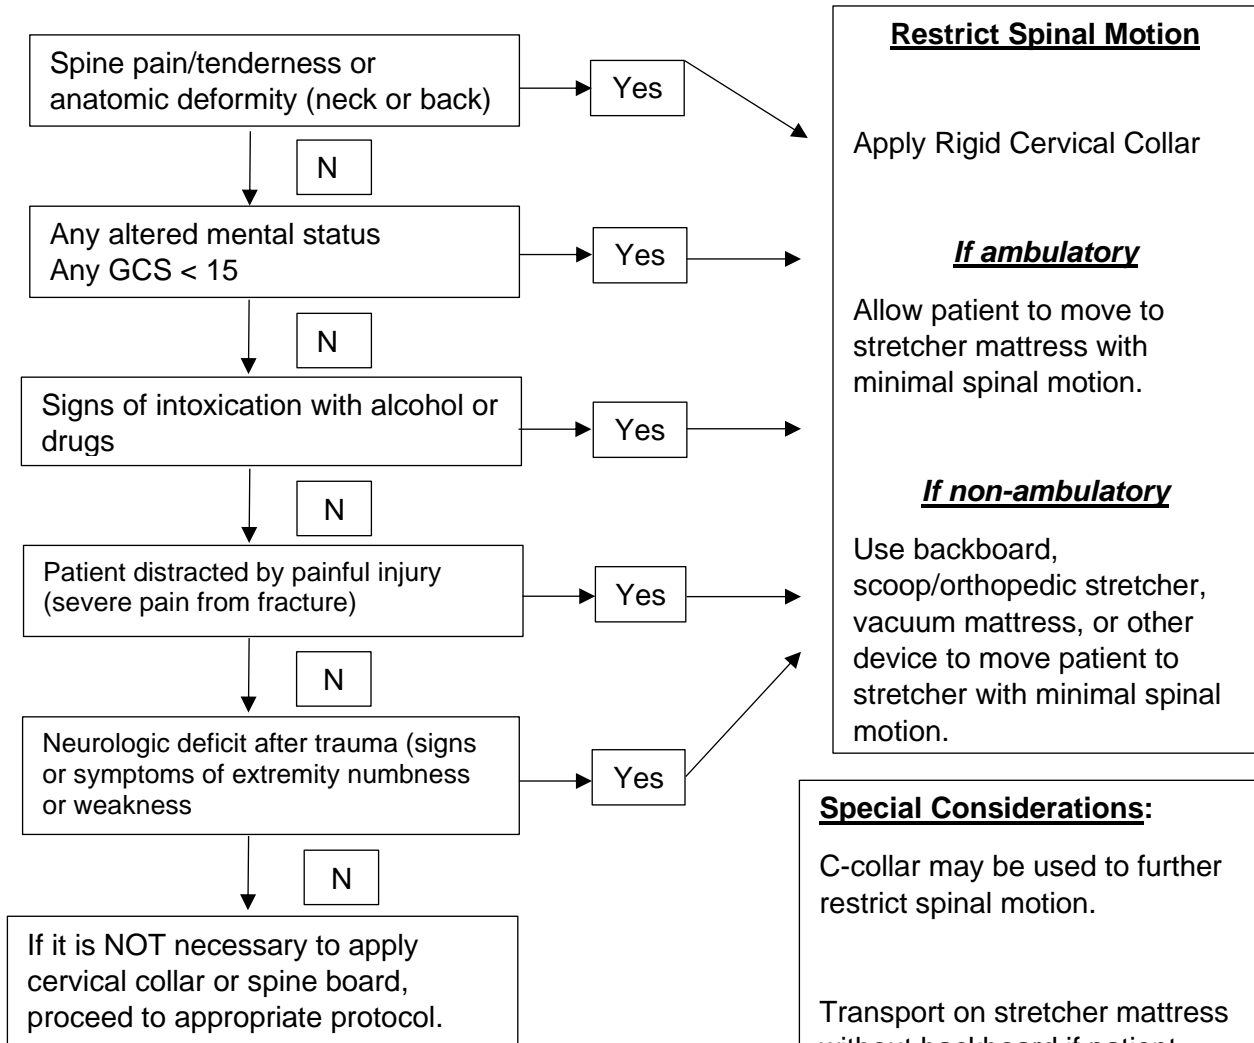 Spine pain/tenderness or
anatomic deformity (neck or back)
Yes
N
Any altered mental status
Any GCS < 15
Yes
N
Signs of intoxication with alcohol or
drugs
Yes
N
Patient distracted by painful injury
(severe pain from fracture)
Yes
N
Neurologic deficit after trauma (signs
or symptoms of extremity numbness
or weakness
Yes
N
If it is NOT necessary to apply
cervical collar or spine board,
proceed to appropriate protocol.
Restrict Spinal Motion
Apply Rigid Cervical Collar
If ambulatory
Allow patient to move to
stretcher mattress with
minimal spinal motion.
If non-ambulatory
Use backboard,
scoop/orthopedic stretcher,
vacuum mattress, or other
device to move patient to
stretcher with minimal spinal
motion.
Special Considerations:
C-collar may be used to further
restrict spinal motion.
Transport on stretcher mattress
without backboard if patient